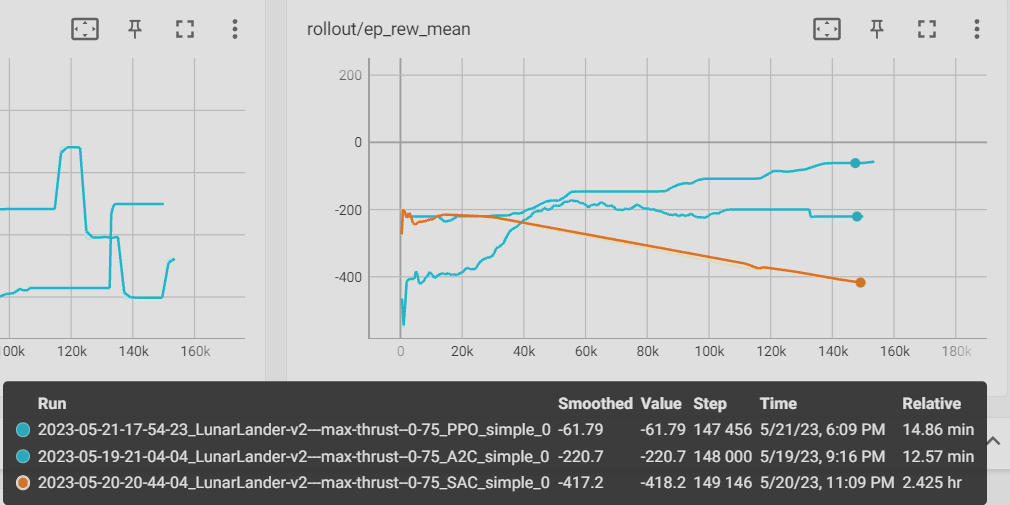 rollout/ep_rew_mean
200
0
-200
-400
00k 120k 140k 160k
0 20k 40k 60k 80k 100k 120k 140k 160k 180k
Run Smoothed Value Step Time Relative
2023-05-21-17-54-23_LunarLander-v2---max-thrust--0-75_PPO_simple_0 -61.79 -61.79 147 456 5/21/23, 6:09 PM 14.86 min
2023-05-19-21-04-04_LunarLander-v2---max-thrust--0-75_A2C_simple_0 -220.7 -220.7 148 000 5/19/23, 9:16 PM 12.57 min
2023-05-20-20-44-04_LunarLander-v2---max-thrust--0-75_SAC_simple_0 -417.2 -418.2 149 146 5/20/23, 11:09 PM 2.425 hr